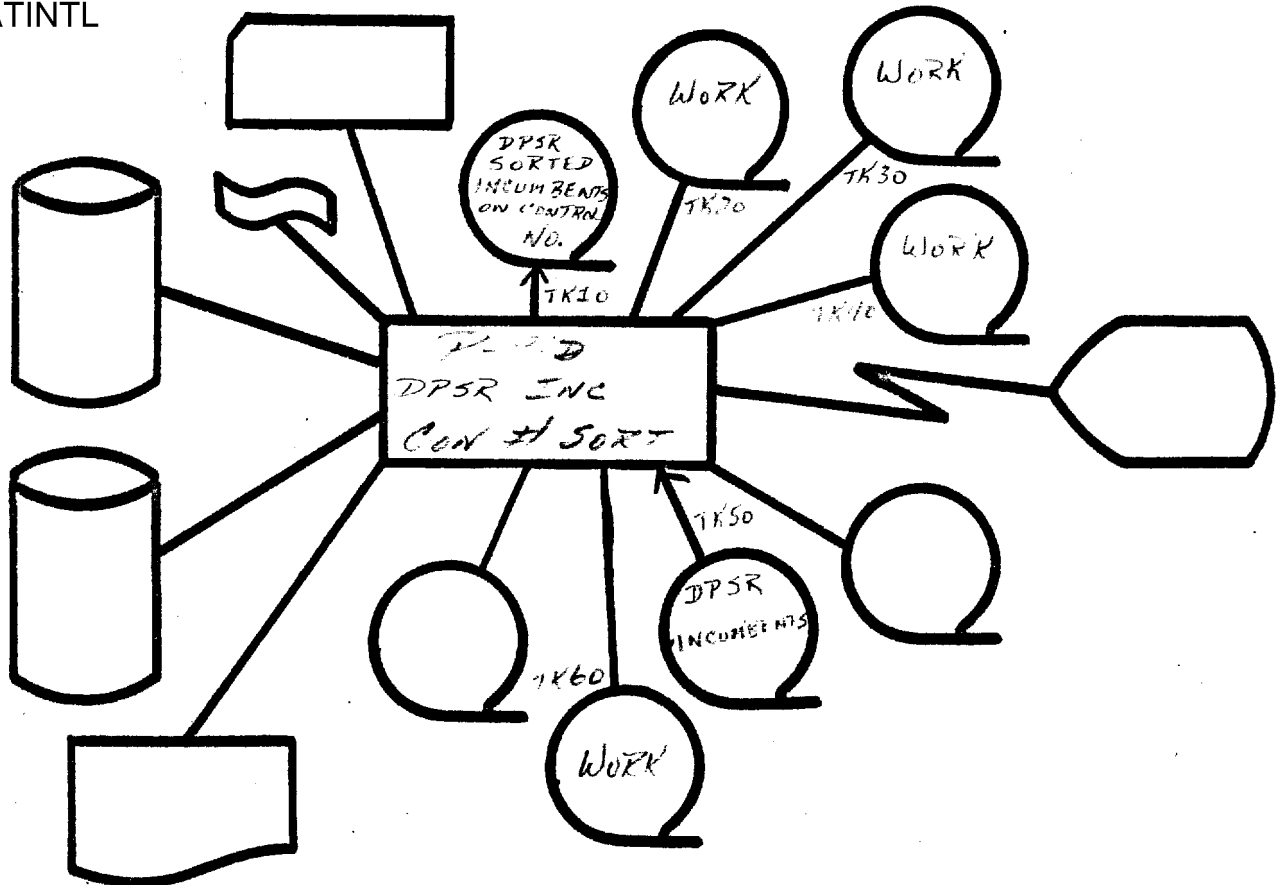 ATINTL
WORK
WORK
DPSR
SORTED
INCUMBENTS
ON CONTROL
NO.
TK30
TK20
WORK
TK10
TK40
DPSR INC
CON # SORT
TK50
DPSR
INCUMBENTS
TK60
WORK